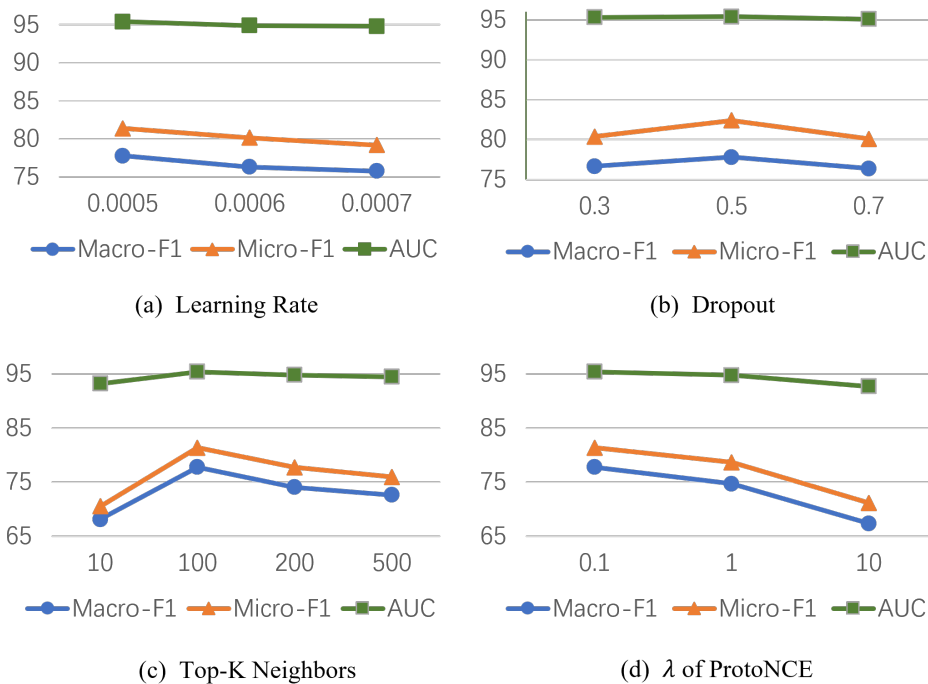 95
90
85
80
75
0.0005 0.0006 0.0007
Macro-F1 Micro-F1 AUC
(a) Learning Rate
95
90
85
80
75
0.3 0.5 0.7
Macro-F1 Micro-F1 AUC
(b) Dropout
95
85
75
65
10 100 200 500
Macro-F1 Micro-F1 AUC
(c) Top-K Neighbors
95
85
75
65
0.1 1 10
Macro-F1 Micro-F1 AUC
(d) λ of ProtoNCE